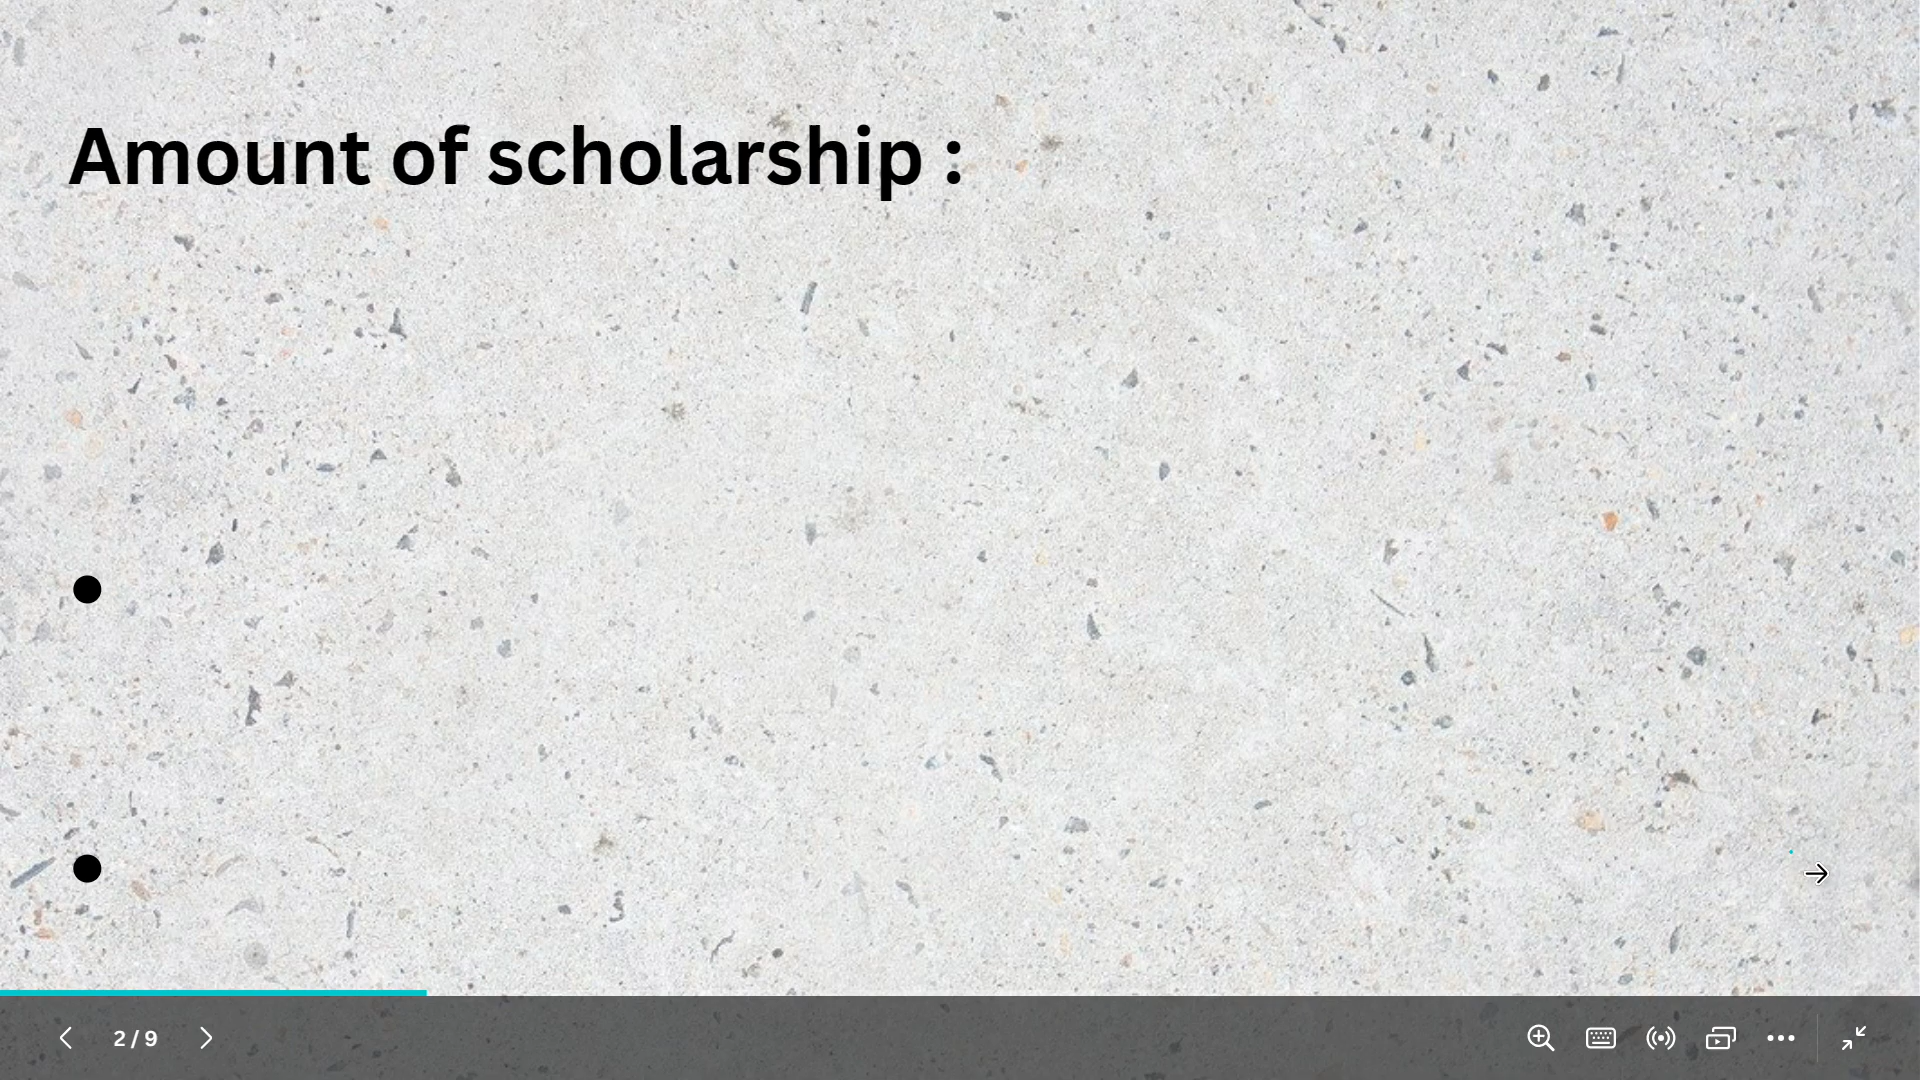 Amount of scholarship :
●
●
2 / 9